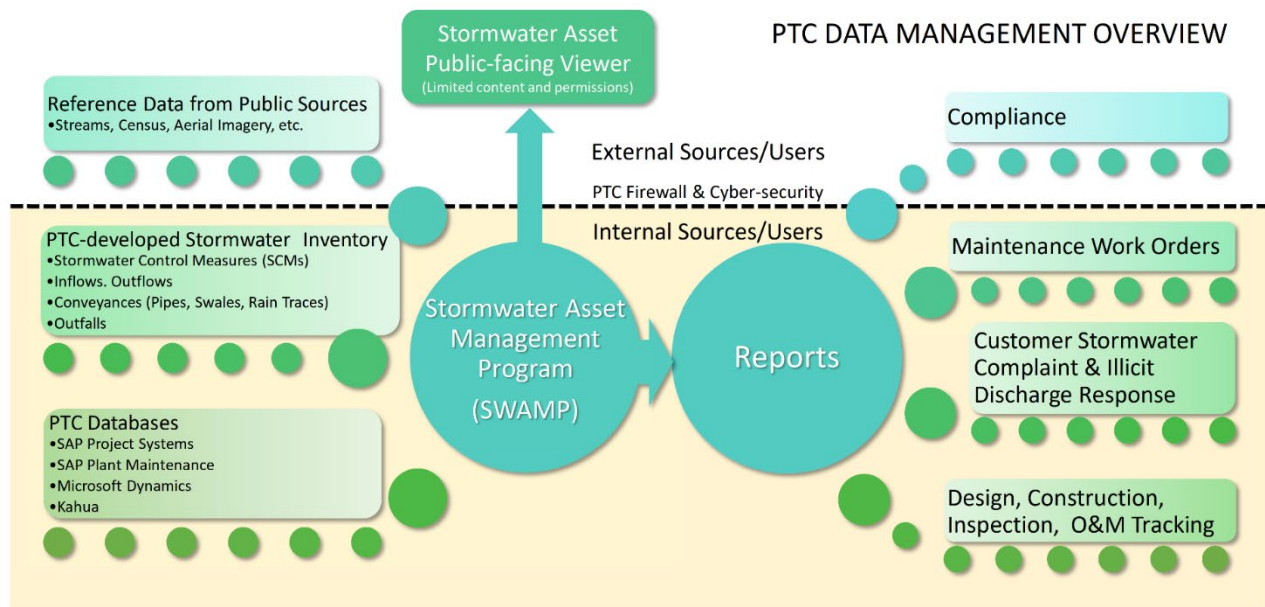 PTC DATA MANAGEMENT OVERVIEW
Stormwater Asset
Public-facing Viewer
(Limited content and permissions)
Reference Data from Public Sources
•Streams, Census, Aerial Imagery, etc.
Compliance
External Sources/Users
PTC Firewall & Cyber-security
Internal Sources/Users
PTC-developed Stormwater Inventory
•Stormwater Control Measures (SCMs)
•Inflows. Outflows
•Conveyances (Pipes, Swales, Rain Traces)
•Outfalls
Stormwater Asset
Management
Program
(SWAMP)
Reports
Maintenance Work Orders
Customer Stormwater
Complaint & Illicit
Discharge Response
PTC Databases
•SAP Project Systems
•SAP Plant Maintenance
•Microsoft Dynamics
•Kahua
Design, Construction,
Inspection, O&M Tracking